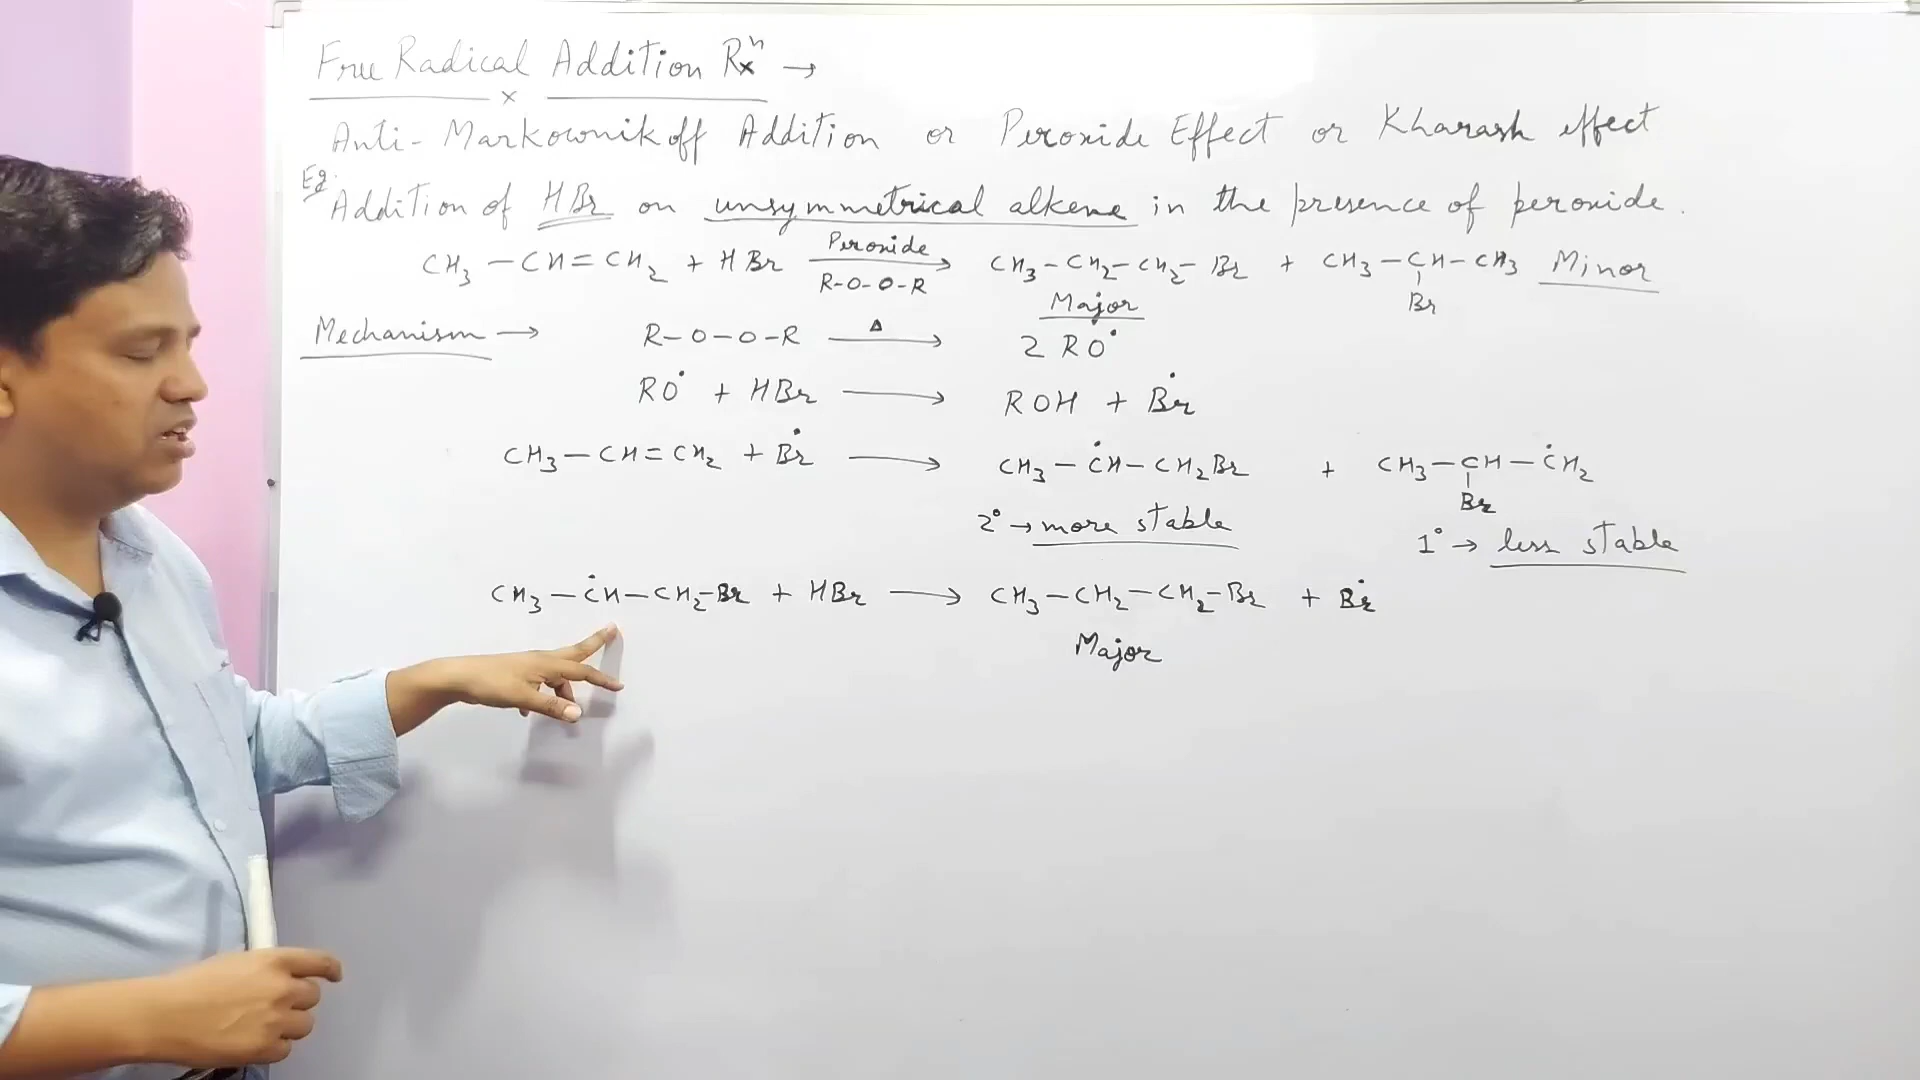 Free Radical Addition Rxⁿ →
Anti-Markownikoff Addition or Peroxide Effect or Kharash effect
Eg. Addition of HBr on unsymmetrical alkene in the presence of peroxide.
CH₃-CH=CH₂ + HBr Peroxide R-O-O-R → CH₃-CH₂-CH₂-Br + CH₃-CH-CH₃ Minor
Major Br
Mechanism → R-O-O-R Δ → 2 RO•
RO• + HBr → ROH + Br•
CH₃-CH=CH₂ + Br• → CH₃-ĊH-CH₂Br + CH₃-CH-ĊH₂
Br
2° → more stable 1° → less stable
CH₃-ĊH-CH₂-Br + HBr → CH₃-CH₂-CH₂-Br + Br•
Major